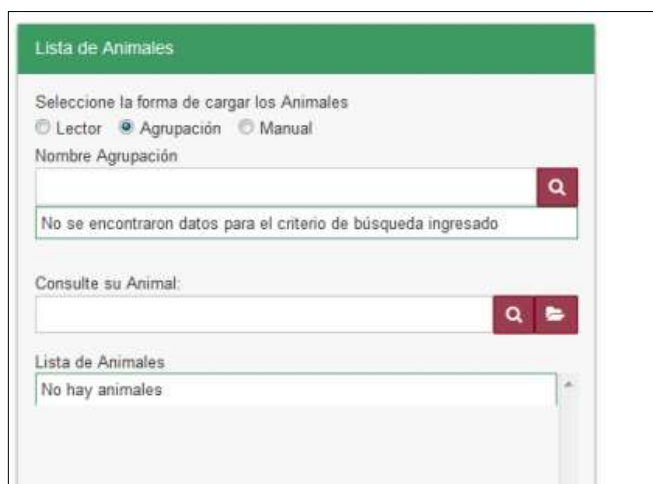 Lista de Animales
Seleccione la forma de cargar los Animales
Lector Agrupación Manual
Nombre Agrupación
No se encontraron datos para el criterio de búsqueda ingresado
Consulte su Animal:
Lista de Animales
No hay animales